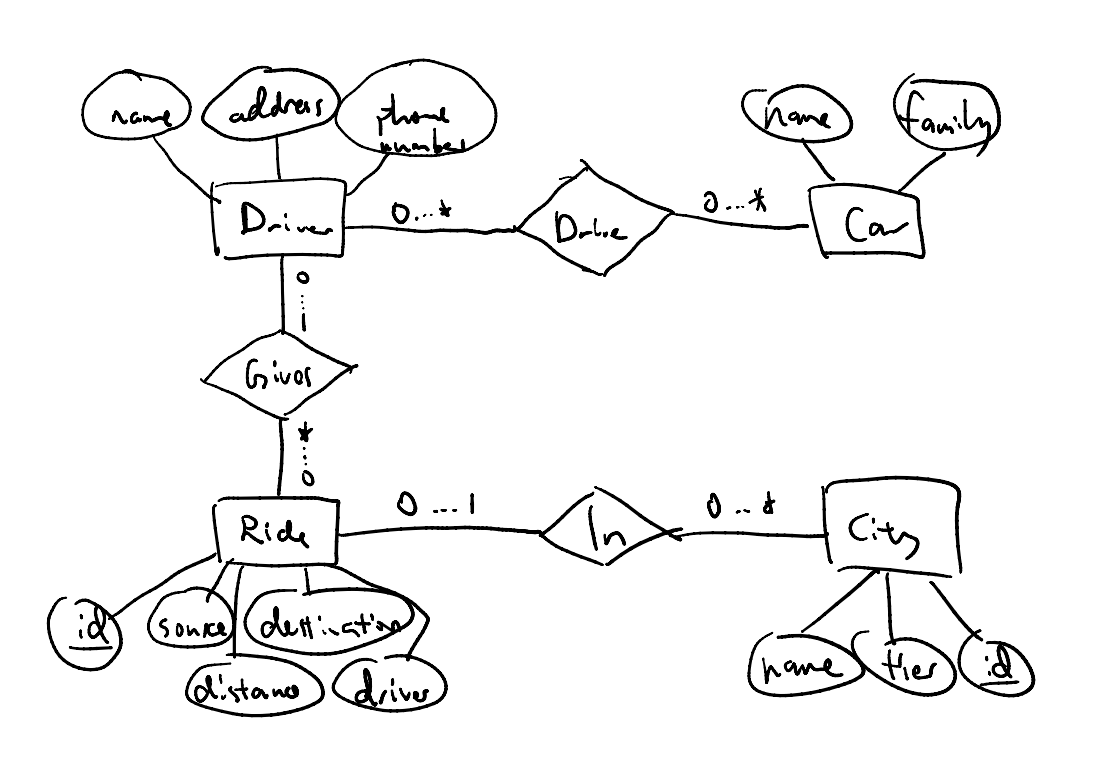 name
address
phone
number
name
family
Driver
0...*
Drive
0...*
Car
0...1
Gives
*...0
Ride
0...1
In
0...*
City
id
source
destination
distance
driver
name
tier
id